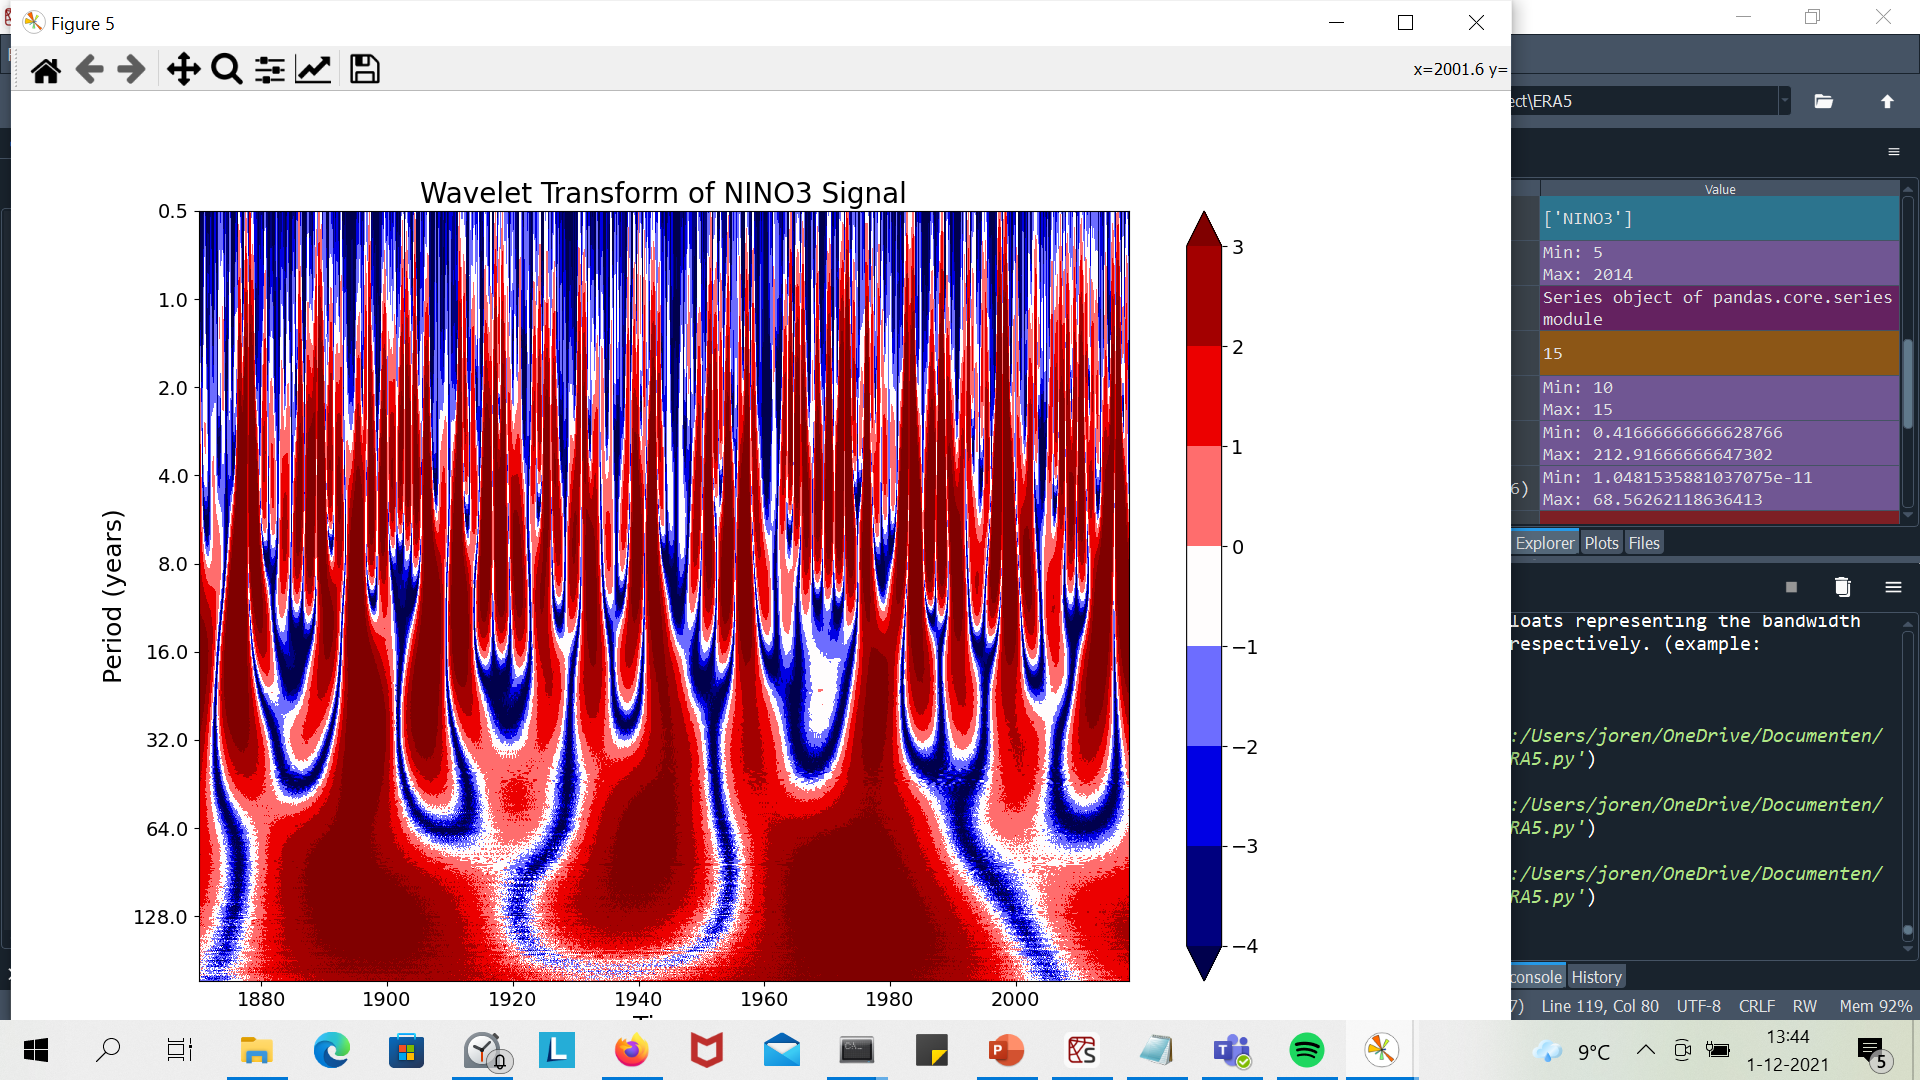 Figure 5
x=2001.6 y=
Wavelet Transform of NINO3 Signal
Period (years)
0.5
1.0
2.0
4.0
8.0
16.0
32.0
64.0
128.0
1880
1900
1920
1940
1960
1980
2000
3
2
1
0
−1
−2
−3
−4
ect\ERA5
Value
['NINO3']
Min: 5
Max: 2014
Series object of pandas.core.series
module
15
Min: 10
Max: 15
Min: 0.41666666666628766
Max: 212.91666666647302
6)
Min: 1.0481535881037075e-11
Max: 68.56262118636413
Explorer
Plots
Files
loats representing the bandwidth
respectively. (example:
:/Users/joren/OneDrive/Documenten/
RA5.py')
:/Users/joren/OneDrive/Documenten/
RA5.py')
:/Users/joren/OneDrive/Documenten/
RA5.py')
console
History
7)
Line 119, Col 80
UTF-8
CRLF
RW
Mem 92%
9°C
13:44
1-12-2021
5